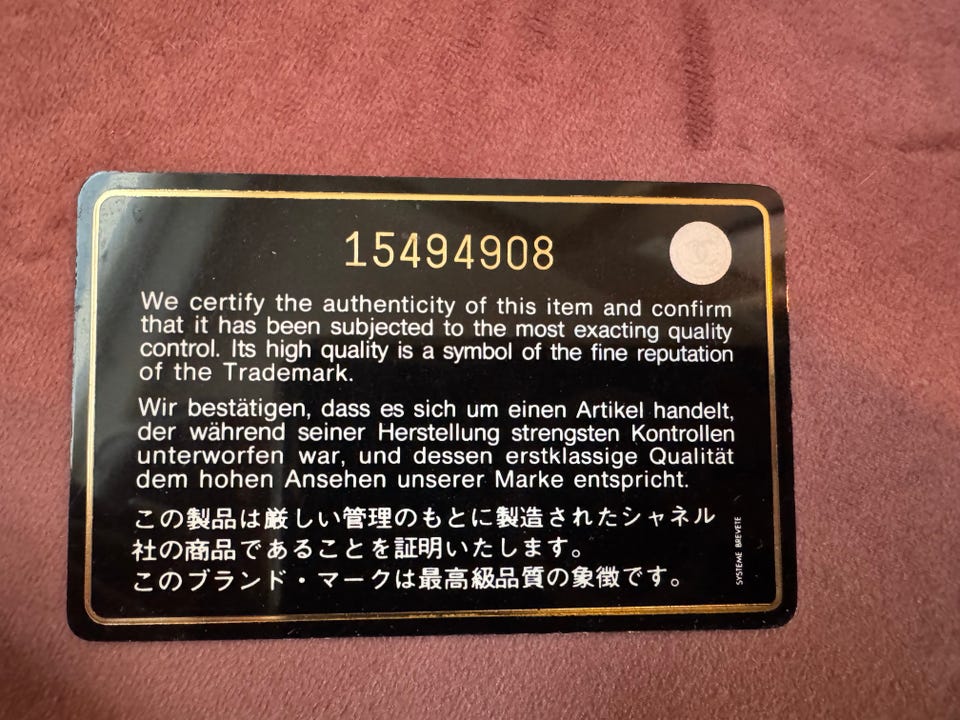 15494908
We certify the authenticity of this item and confirm
that it has been subjected to the most exacting quality
control. Its high quality is a symbol of the fine reputation
of the Trademark.
Wir bestätigen, dass es sich um einen Artikel handelt,
der während seiner Herstellung strengsten Kontrollen
unterworfen war, und dessen erstklassige Qualität
dem hohen Ansehen unserer Marke entspricht.
この製品は厳しい管理のもとに製造されたシャネル
社の商品であることを証明いたします。
このブランド・マークは最高級品質の象徴です。
SYSTEME BREVETE